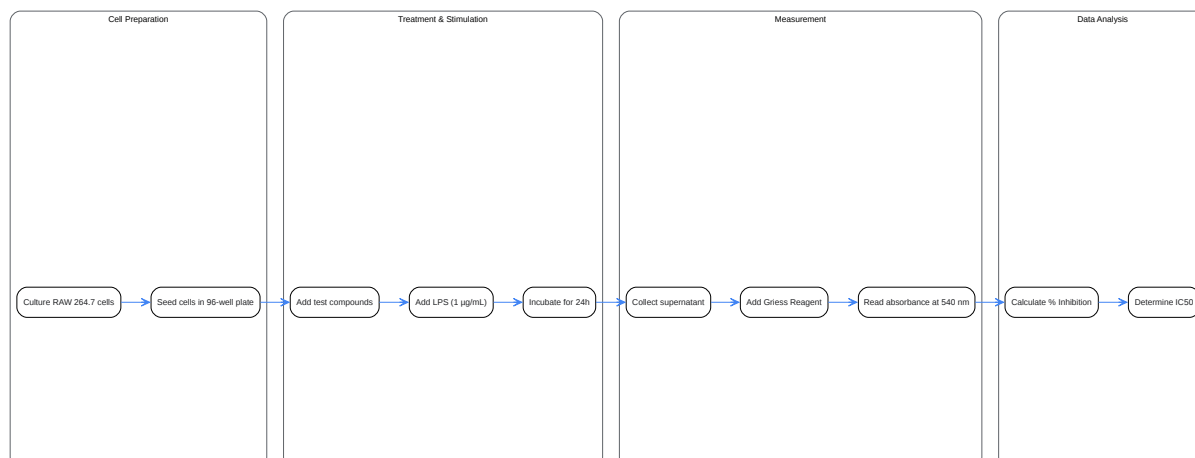 Cell Preparation
Culture RAW 264.7 cells
Seed cells in 96-well plate
Treatment & Stimulation
Add test compounds
Add LPS (1 µg/mL)
Incubate for 24h
Measurement
Collect supernatant
Add Griess Reagent
Read absorbance at 540 nm
Data Analysis
Calculate % Inhibition
Determine IC50